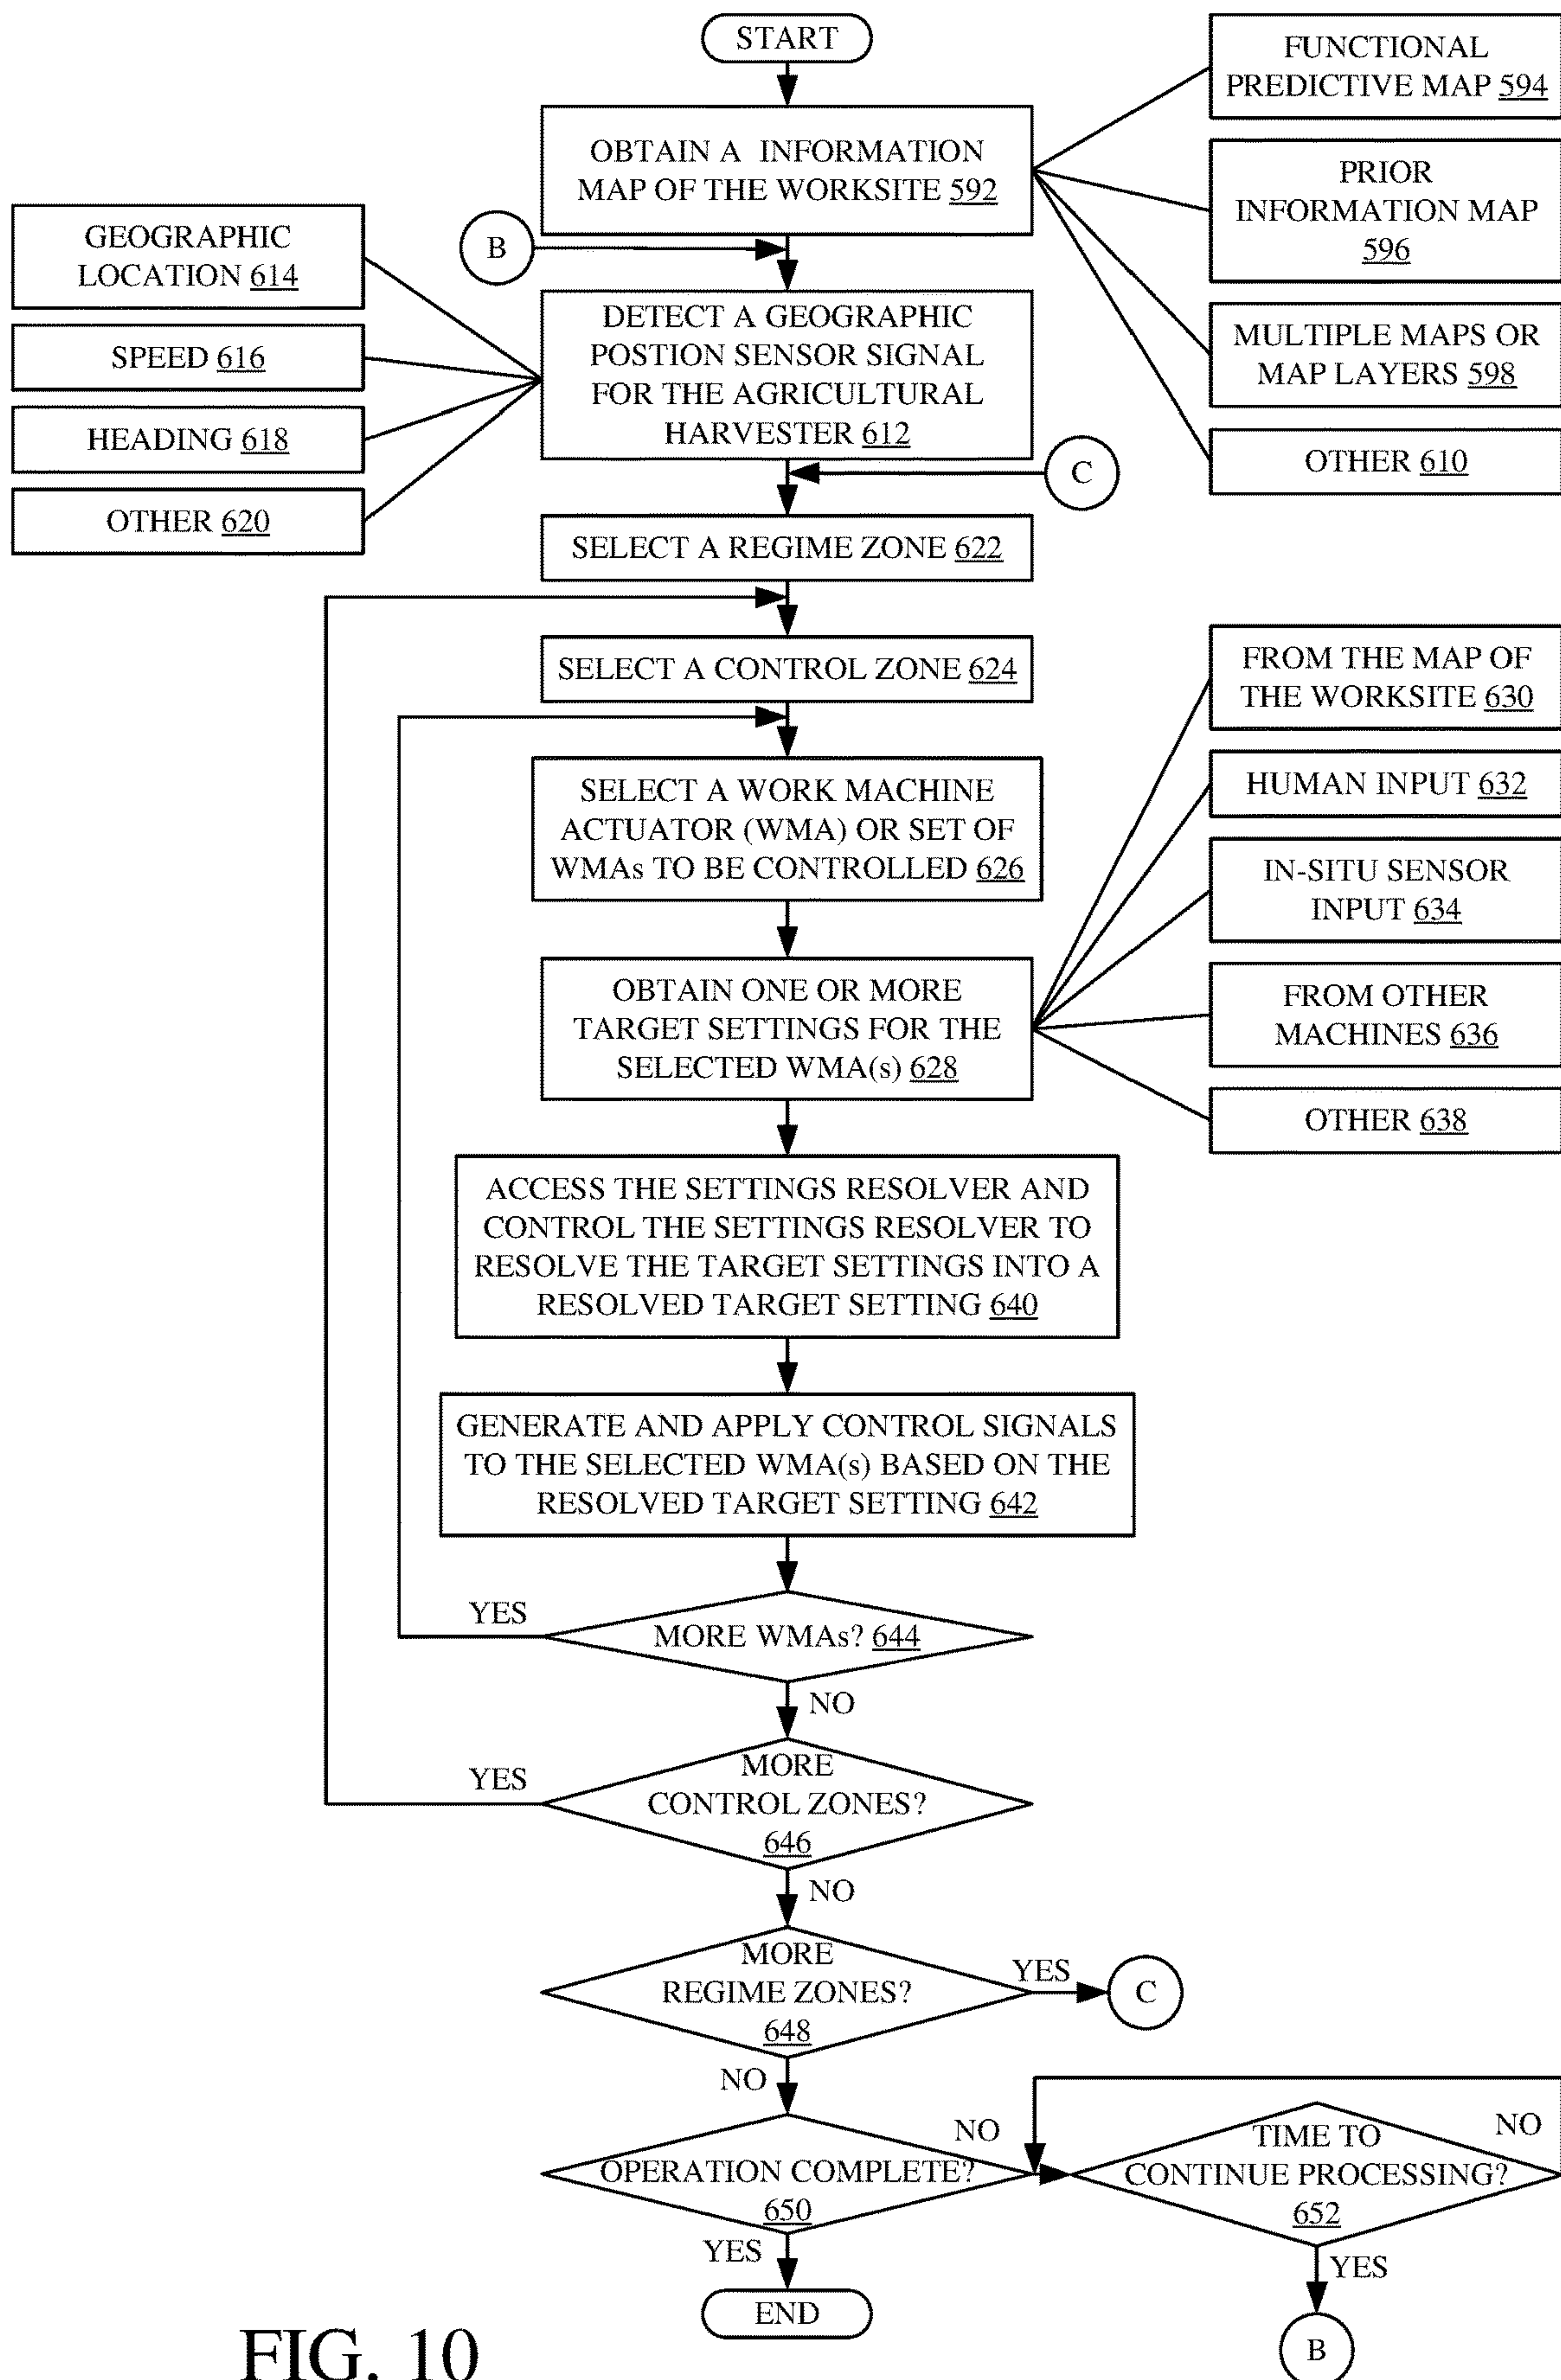 START
OBTAIN A INFORMATION
MAP OF THE WORKSITE 592
FUNCTIONAL
PREDICTIVE MAP 594
PRIOR
INFORMATION MAP
596
MULTIPLE MAPS OR
MAP LAYERS 598
OTHER 610
B
GEOGRAPHIC
LOCATION 614
SPEED 616
HEADING 618
OTHER 620
DETECT A GEOGRAPHIC
POSTION SENSOR SIGNAL
FOR THE AGRICULTURAL
HARVESTER 612
C
SELECT A REGIME ZONE 622
SELECT A CONTROL ZONE 624
SELECT A WORK MACHINE
ACTUATOR (WMA) OR SET OF
WMAs TO BE CONTROLLED 626
OBTAIN ONE OR MORE
TARGET SETTINGS FOR THE
SELECTED WMA(s) 628
FROM THE MAP OF
THE WORKSITE 630
HUMAN INPUT 632
IN-SITU SENSOR
INPUT 634
FROM OTHER
MACHINES 636
OTHER 638
ACCESS THE SETTINGS RESOLVER AND
CONTROL THE SETTINGS RESOLVER TO
RESOLVE THE TARGET SETTINGS INTO A
RESOLVED TARGET SETTING 640
GENERATE AND APPLY CONTROL SIGNALS
TO THE SELECTED WMA(s) BASED ON THE
RESOLVED TARGET SETTING 642
YES
MORE WMAs? 644
NO
YES
MORE
CONTROL ZONES?
646
NO
MORE
REGIME ZONES?
648
YES
C
NO
OPERATION COMPLETE?
650
NO
TIME TO
CONTINUE PROCESSING?
652
NO
YES
END
YES
B
FIG. 10